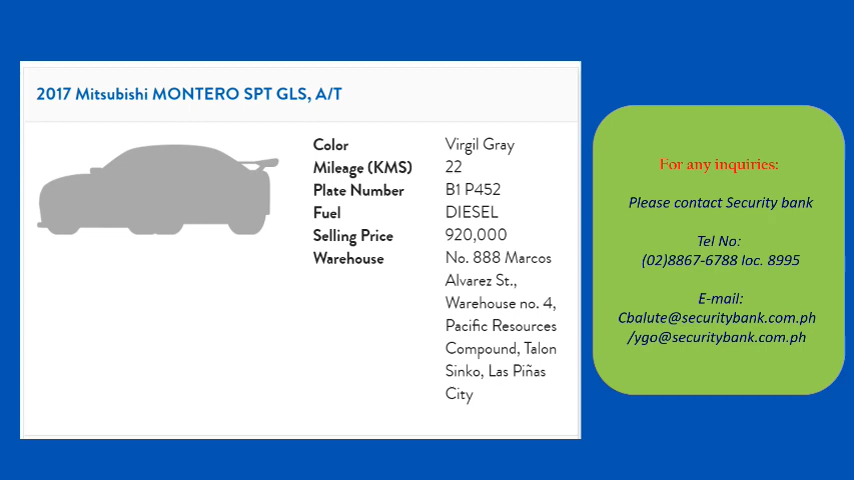 2017 Mitsubishi MONTERO SPT GLS, A/T
Color Virgil Gray
Mileage (KMS) 22
Plate Number B1 P452
Fuel DIESEL
Selling Price 920,000
Warehouse No. 888 Marcos
Alvarez St.,
Warehouse no. 4,
Pacific Resources
Compound, Talon
Sinko, Las Piñas
City
For any inquiries:
Please contact Security bank
Tel No:
(02)8867-6788 loc. 8995
E-mail:
Cbalute@securitybank.com.ph
/ygo@securitybank.com.ph